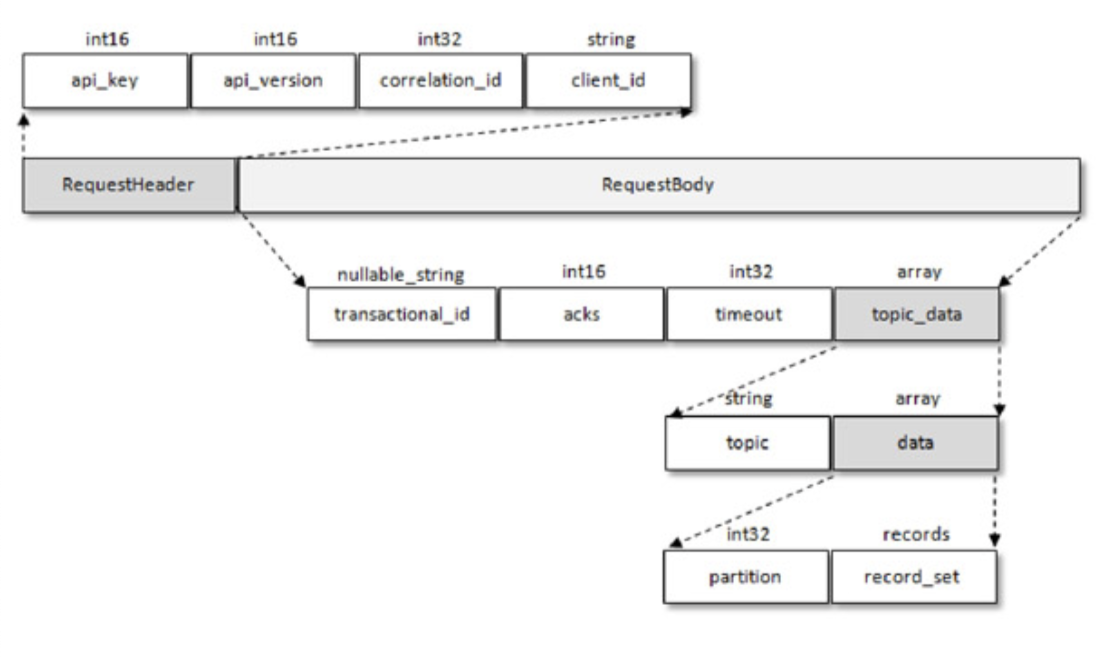 int16 int16 int32 string
api_key api_version correlation_id client_id
RequestHeader RequestBody
nullable_string int16 int32 array
transactional_id acks timeout topic_data
string array
topic data
int32 records
partition record_set